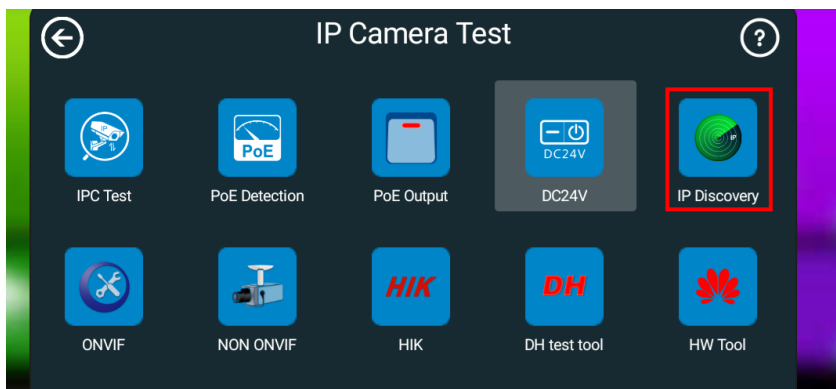 IP Camera Test
?
IP
PoE
DC24V
IP
IPC Test
PoE Detection
PoE Output
DC24V
IP Discovery
HIK
DH
ONVIF
NON ONVIF
HIK
DH test tool
HW Tool